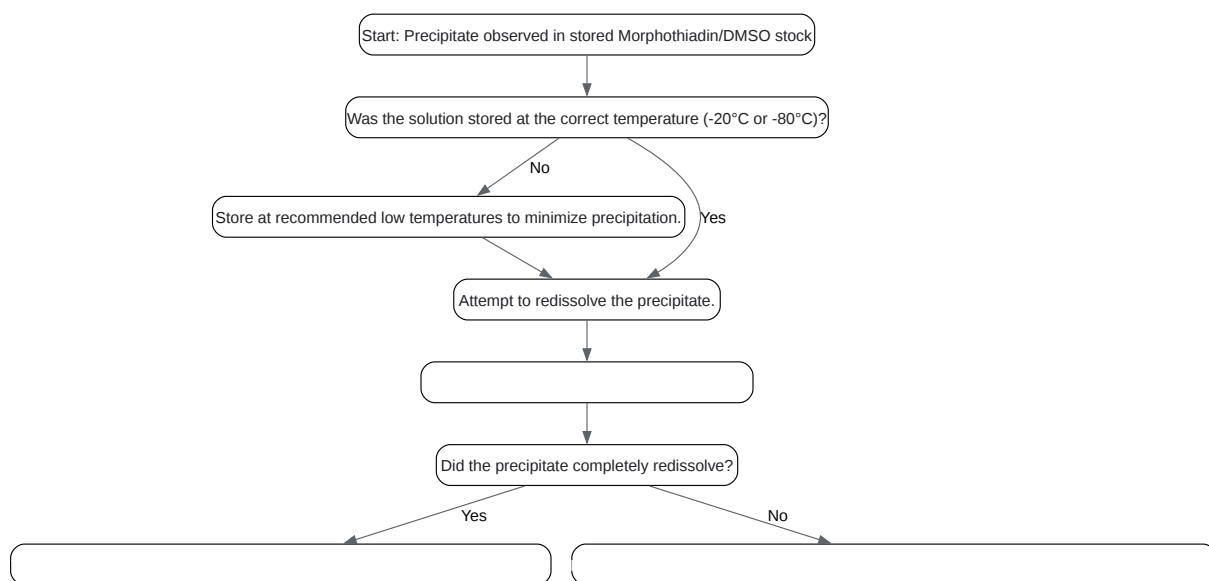 Start: Precipitate observed in stored Morphothiadin/DMSO stock
Was the solution stored at the correct temperature (-20°C or -80°C)?
No
Store at recommended low temperatures to minimize precipitation.
Yes
Attempt to redissolve the precipitate.
Did the precipitate completely redissolve?
Yes
No